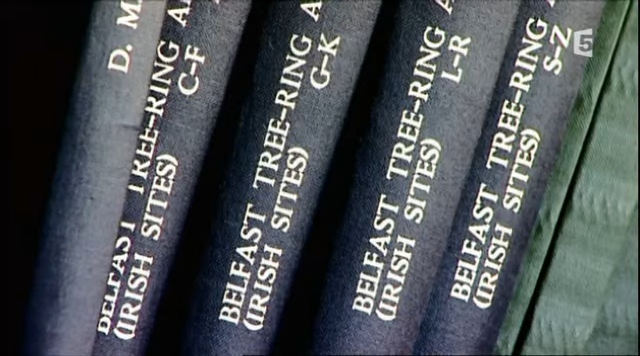 D. M
BELFAST TREE-RING A
(IRISH SITES) C-F
BELFAST TREE-RING A
(IRISH SITES) G-K
BELFAST TREE-RING A
(IRISH SITES) L-R
BELFAST TREE-RING
(IRISH SITES) S-Z
5